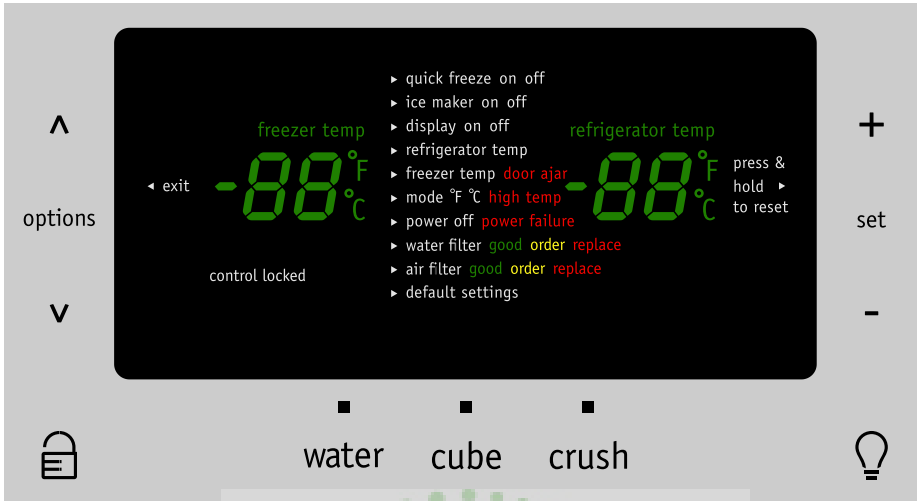 quick freeze on off
ice maker on off
display on off
freezer temp
refrigerator temp
refrigerator temp
-88 °F °C
-88 °F °C
freezer temp door ajar
mode °F °C high temp
power off power failure
water filter good order replace
air filter good order replace
default settings
exit
press &
hold
to reset
control locked
^
options
v
+
set
-
water
cube
crush